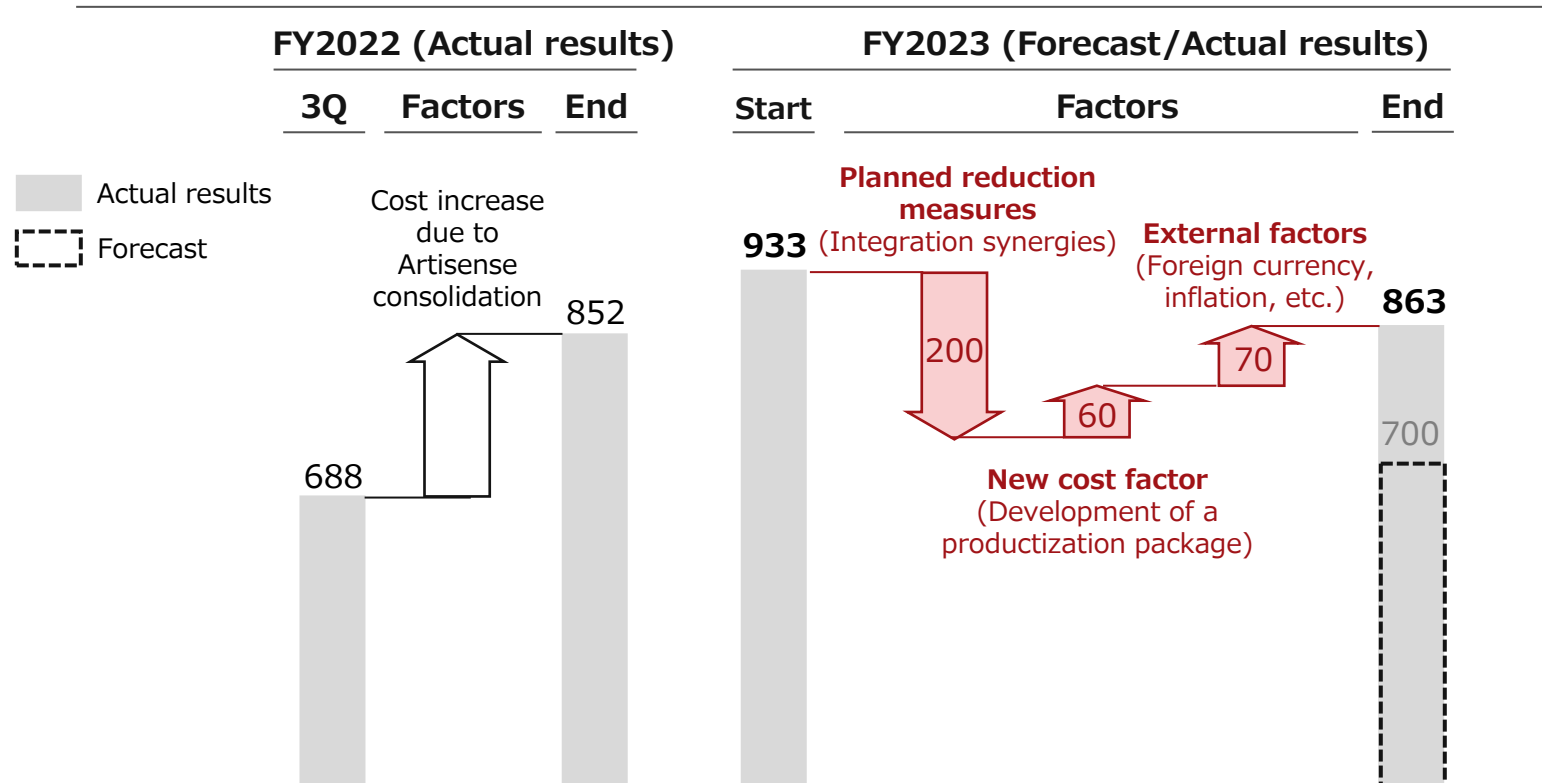 FY2022 (Actual results)
FY2023 (Forecast/Actual results)
3Q
Factors
End
Start
Factors
End
Actual results
Forecast
Cost increase
due to
Artisense
consolidation
688
852
933
Planned reduction
measures
(Integration synergies)
200
60
New cost factor
(Development of a
productization package)
External factors
(Foreign currency,
inflation, etc.)
70
863
700